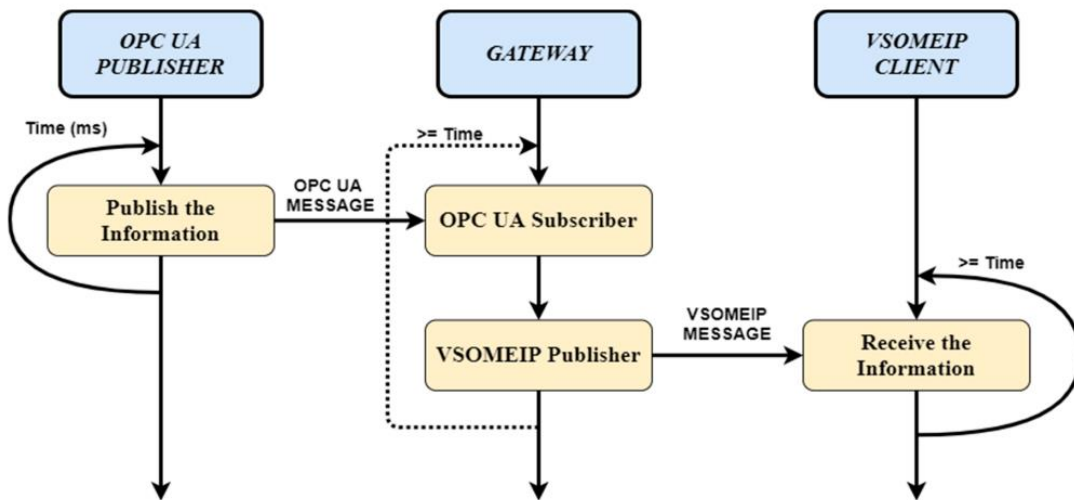 OPC UA
PUBLISHER
GATEWAY
VSOMEIP
CLIENT
Time (ms)
>= Time
OPC UA
MESSAGE
Publish the
Information
OPC UA Subscriber
>= Time
VSOMEIP
MESSAGE
VSOMEIP Publisher
Receive the
Information